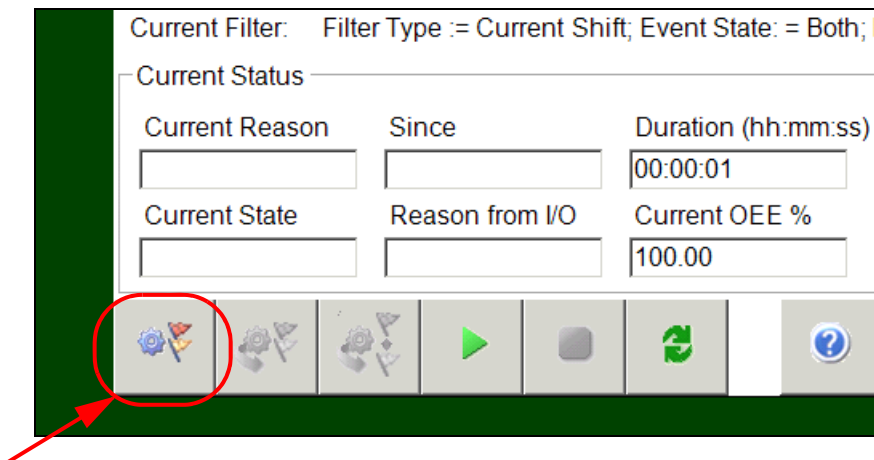 Current Filter: Filter Type := Current Shift; Event State: = Both;
Current Status
Current Reason Since Duration (hh:mm:ss)
00:00:01
Current State Reason from I/O Current OEE %
100.00
?